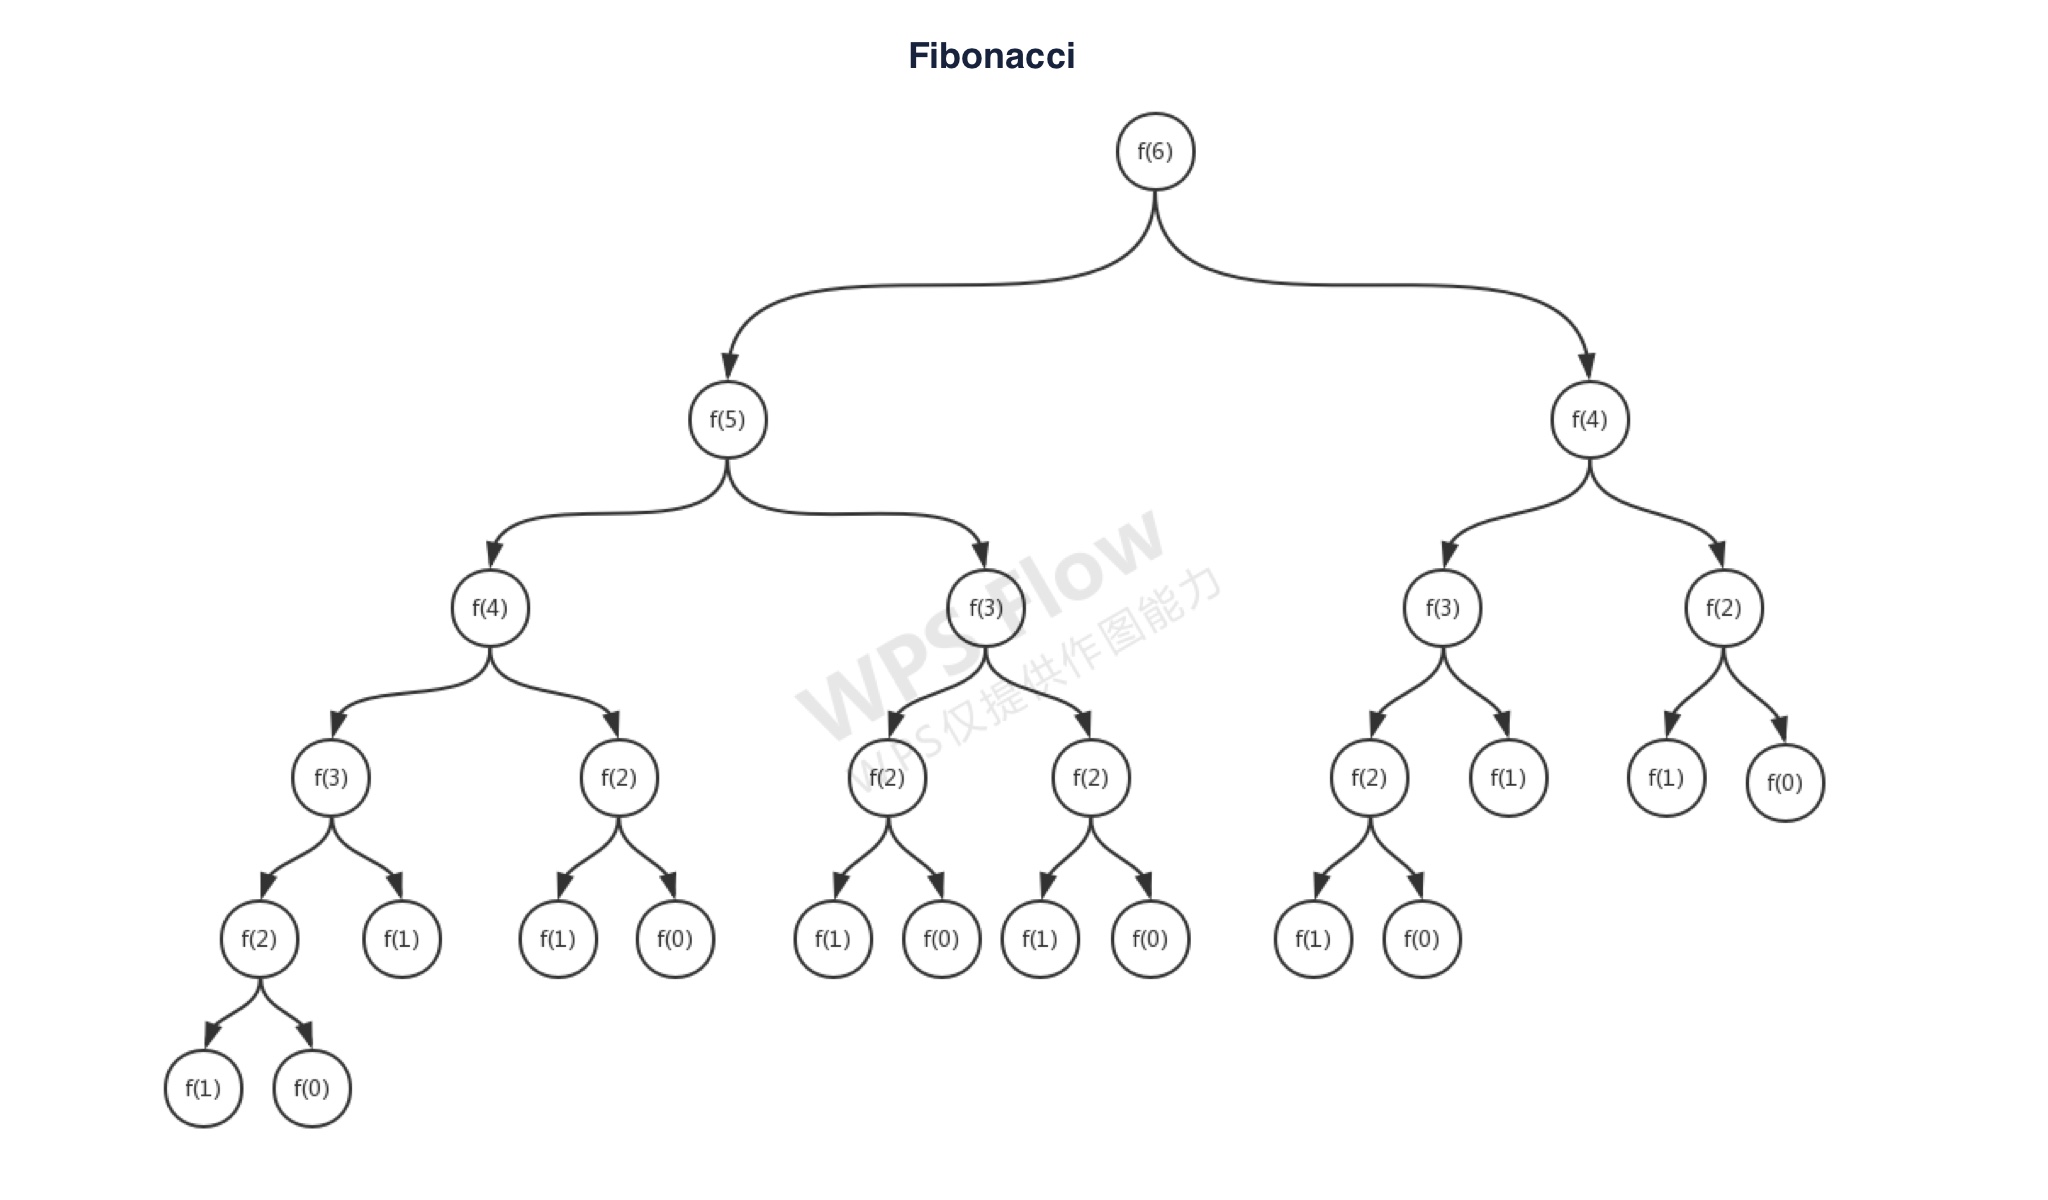 Fibonacci
f(6)
f(5)
f(4)
f(4)
f(3)
f(3)
f(2)
f(3)
f(2)
f(2)
f(2)
f(2)
f(1)
f(1)
f(0)
f(2)
f(1)
f(1)
f(0)
f(1)
f(0)
f(1)
f(0)
f(1)
f(0)
f(1)
f(0)
WPS Flow
WPS仅提供作图能力